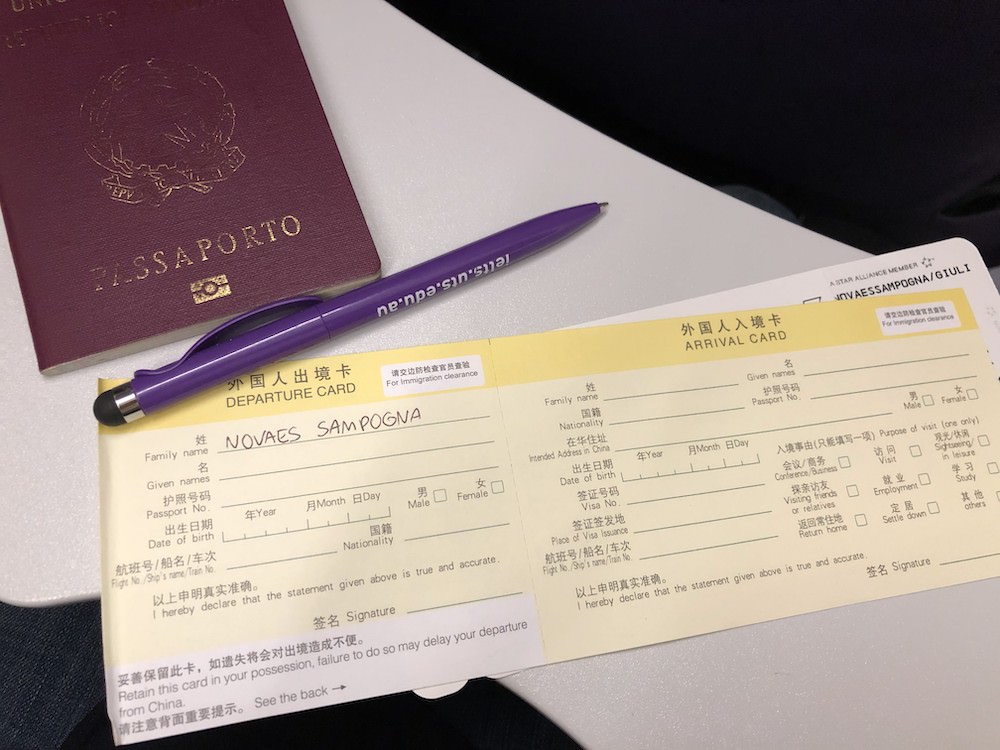 PASSAPORTO
ielts.uts.edu.au
A STAR ALLIANCE MEMBER
NOVAESSAMPOGNA/GIULI
外国人出境卡
DEPARTURE CARD
请交边防检查官员查验
For Immigration clearance
姓
Family name
NOVAES SAMPOGNA
名
Given names
护照号码
Passport No.
男
Male
女
Female
出生日期
Date of birth
年Year 月Month 日Day
国籍
Nationality
航班号/船名/车次
Flight No./Ship's name/Train No.
以上申明真实准确。
I hereby declare that the statement given above is true and accurate.
签名 Signature
妥善保留此卡，如遗失将会对出境造成不便。
Retain this card in your possession, failure to do so may delay your departure
from China.
请注意背面重要提示。 See the back →
外国人入境卡
ARRIVAL CARD
请交边防检查官员查验
For Immigration clearance
姓
Family name
名
Given names
国籍
Nationality
护照号码
Passport No.
在华住址
Intended Address in China
男
Male
女
Female
出生日期
Date of birth
年Year 月Month 日Day
入境事由(只能填写一项) Purpose of visit (one only)
签证号码
Visa No.
会议/商务
Conference/Business
访问
Visit
观光/休闲
Sightseeing/
in leisure
签证签发地
Place of Visa Issuance
探亲访友
Visiting friends
or relatives
就业
Employment
学习
Study
航班号/船名/车次
Flight No./Ship's name/Train No.
返回常住地
Return home
定居
Settle down
其他
others
以上申明真实准确。
I hereby declare that the statement given above is true and accurate.
签名 Signature